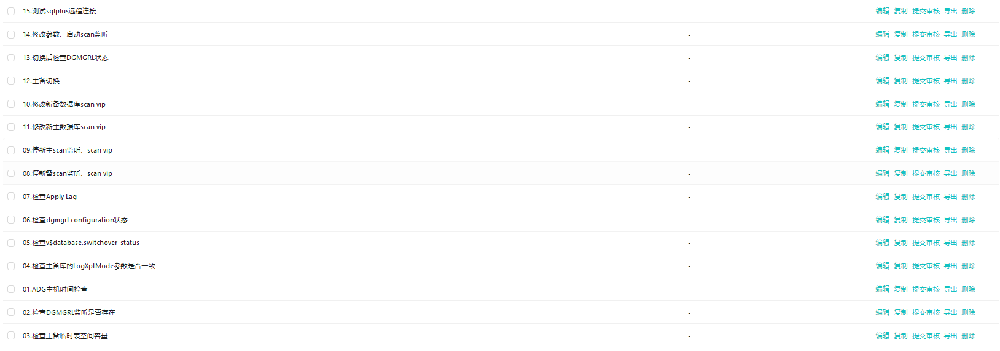 15.测试sqlplus远程连接 - 编辑 复制 提交审核 导出 删除
14.修改参数、启动scan监听 - 编辑 复制 提交审核 导出 删除
13.切换后检查DGMGRL状态 - 编辑 复制 提交审核 导出 删除
12.主备切换 - 编辑 复制 提交审核 导出 删除
10.修改新备数据库scan vip - 编辑 复制 提交审核 导出 删除
11.修改新主数据库scan vip - 编辑 复制 提交审核 导出 删除
09.停新主scan监听、scan vip - 编辑 复制 提交审核 导出 删除
08.停新备scan监听、scan vip - 编辑 复制 提交审核 导出 删除
07.检查Apply Lag - 编辑 复制 提交审核 导出 删除
06.检查dgmgrl configuration状态 - 编辑 复制 提交审核 导出 删除
05.检查v$database.switchover_status - 编辑 复制 提交审核 导出 删除
04.检查主备库的LogXptMode参数是否一致 - 编辑 复制 提交审核 导出 删除
01.ADG主机时间检查 - 编辑 复制 提交审核 导出 删除
02.检查DGMGRL监听是否存在 - 编辑 复制 提交审核 导出 删除
03.检查主备临时表空间容量 - 编辑 复制 提交审核 导出 删除